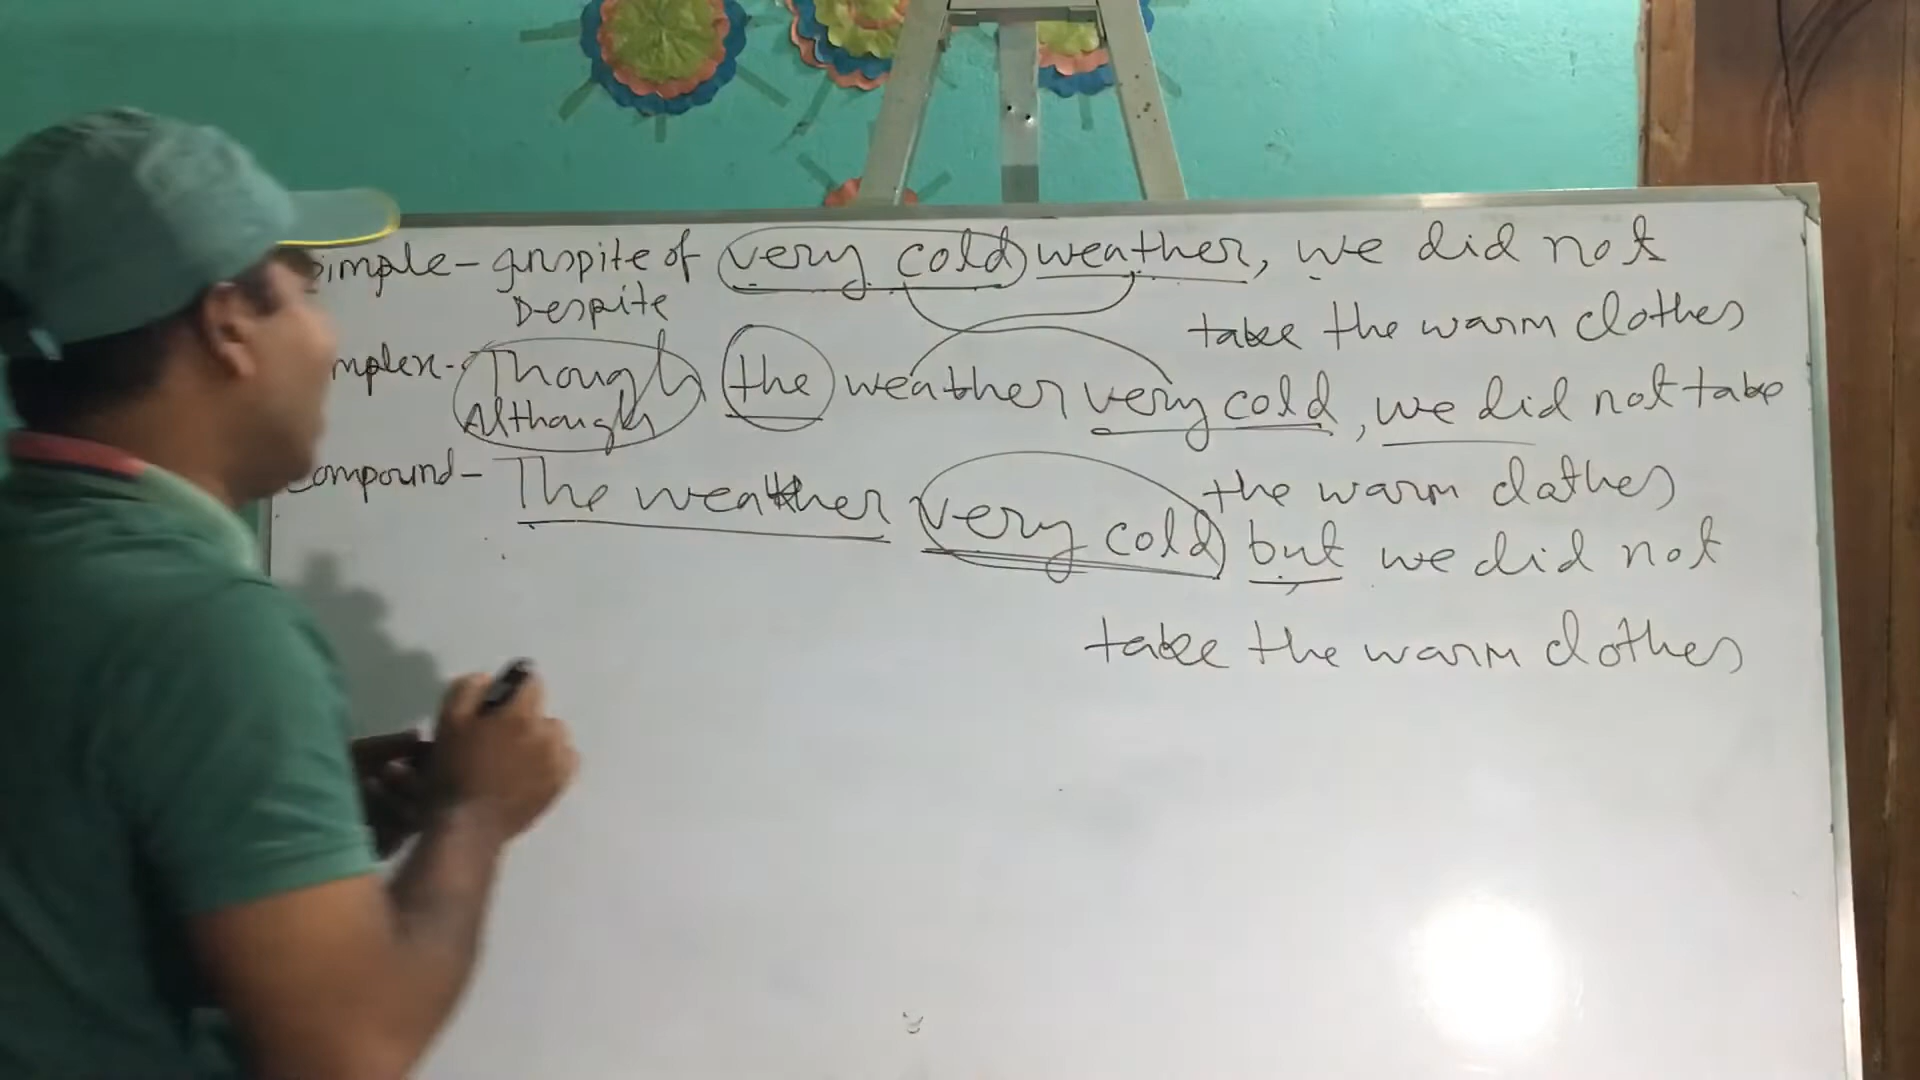 Simple - Inspite of very cold weather, we did not
Despite
take the warm clothes
mplex - Though the weather very cold, we did not take
Although
the warm clothes
Compound - The weather very cold but we did not
take the warm clothes